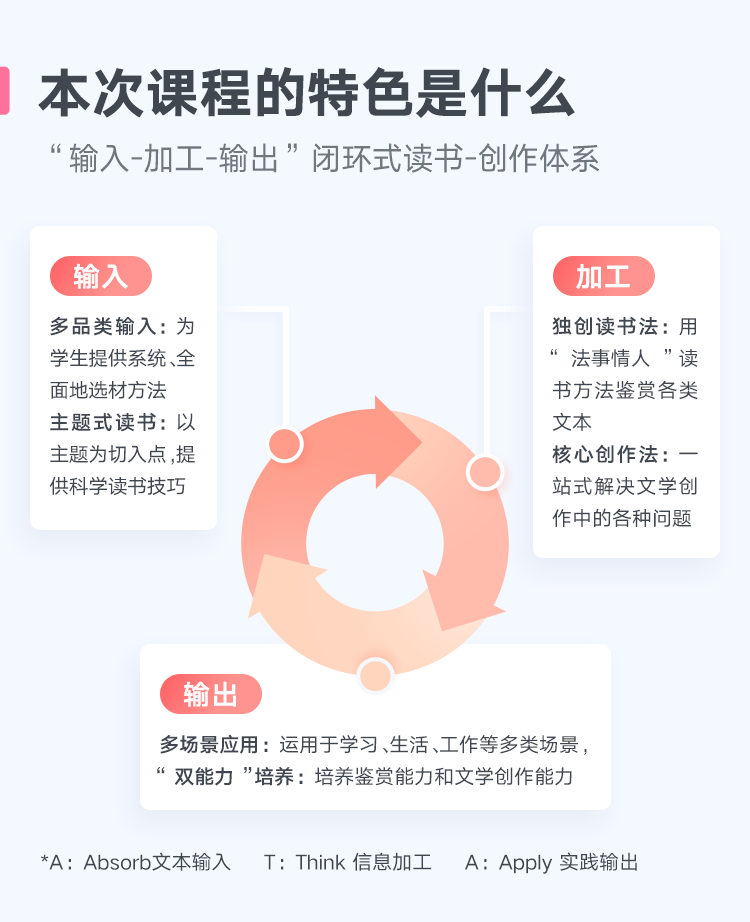 本次课程的特色是什么
“输入-加工-输出”闭环式读书-创作体系
输入
多品类输入：为
学生提供系统、全
面地选材方法
主题式读书：以
主题为切入点,提
供科学读书技巧
加工
独创读书法：用
“法事情人”读
书方法鉴赏各类
文本
核心创作法：一
站式解决文学创
作中的各种问题
输出
多场景应用：运用于学习、生活、工作等多类场景，
“双能力”培养：培养鉴赏能力和文学创作能力
*A：Absorb文本输入 T：Think 信息加工 A：Apply 实践输出